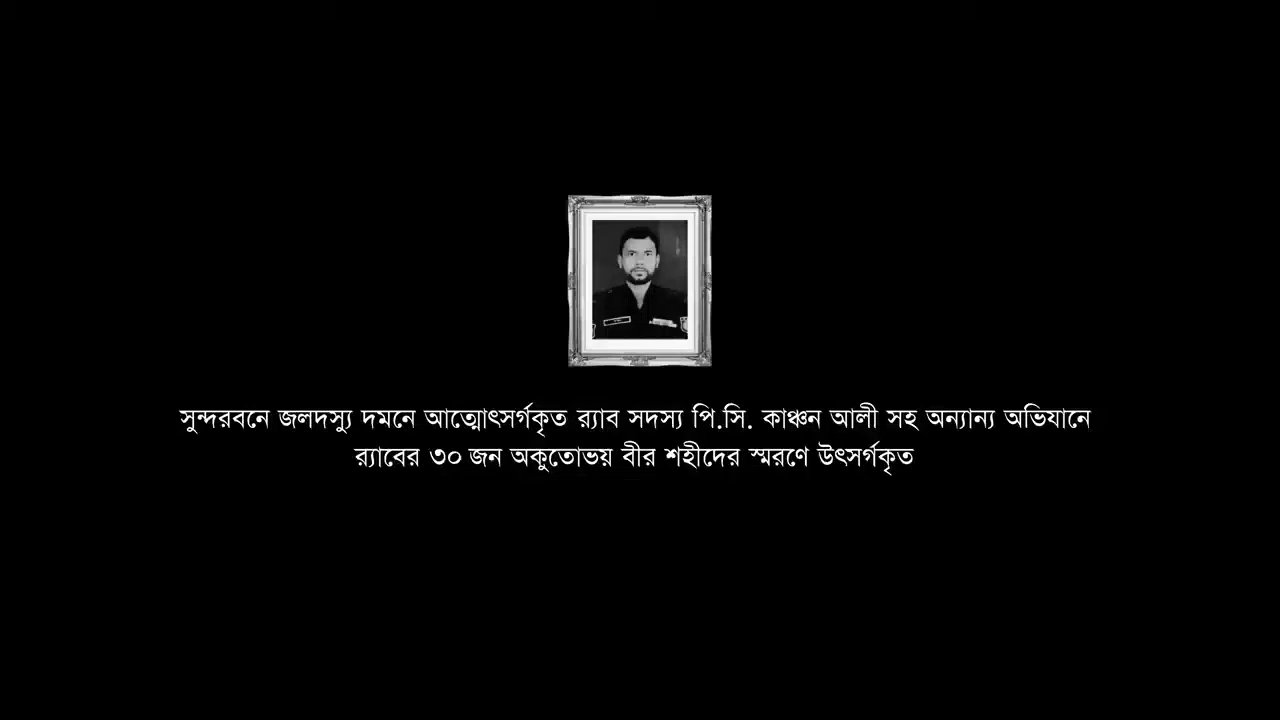 সুন্দরবনে জলদস্যু দমনে আত্মোৎসর্গকৃত র‍্যাব সদস্য পি.সি. কাঞ্চন আলী সহ অন্যান্য অভিযানে
র‍্যাবের ৩০ জন অকুতোভয় বীর শহীদের স্মরণে উৎসর্গকৃত